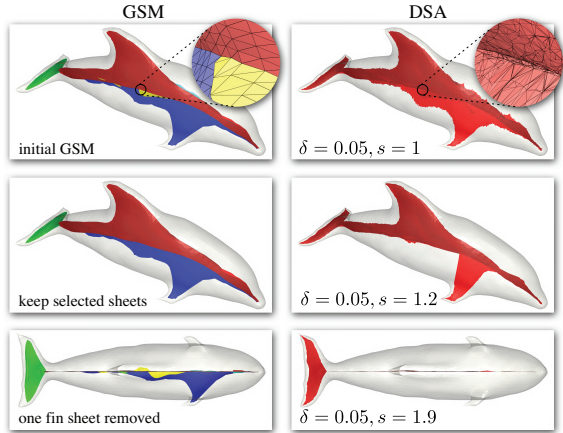 GSM
DSA
initial GSM
δ = 0.05, s = 1
keep selected sheets
δ = 0.05, s = 1.2
one fin sheet removed
δ = 0.05, s = 1.9